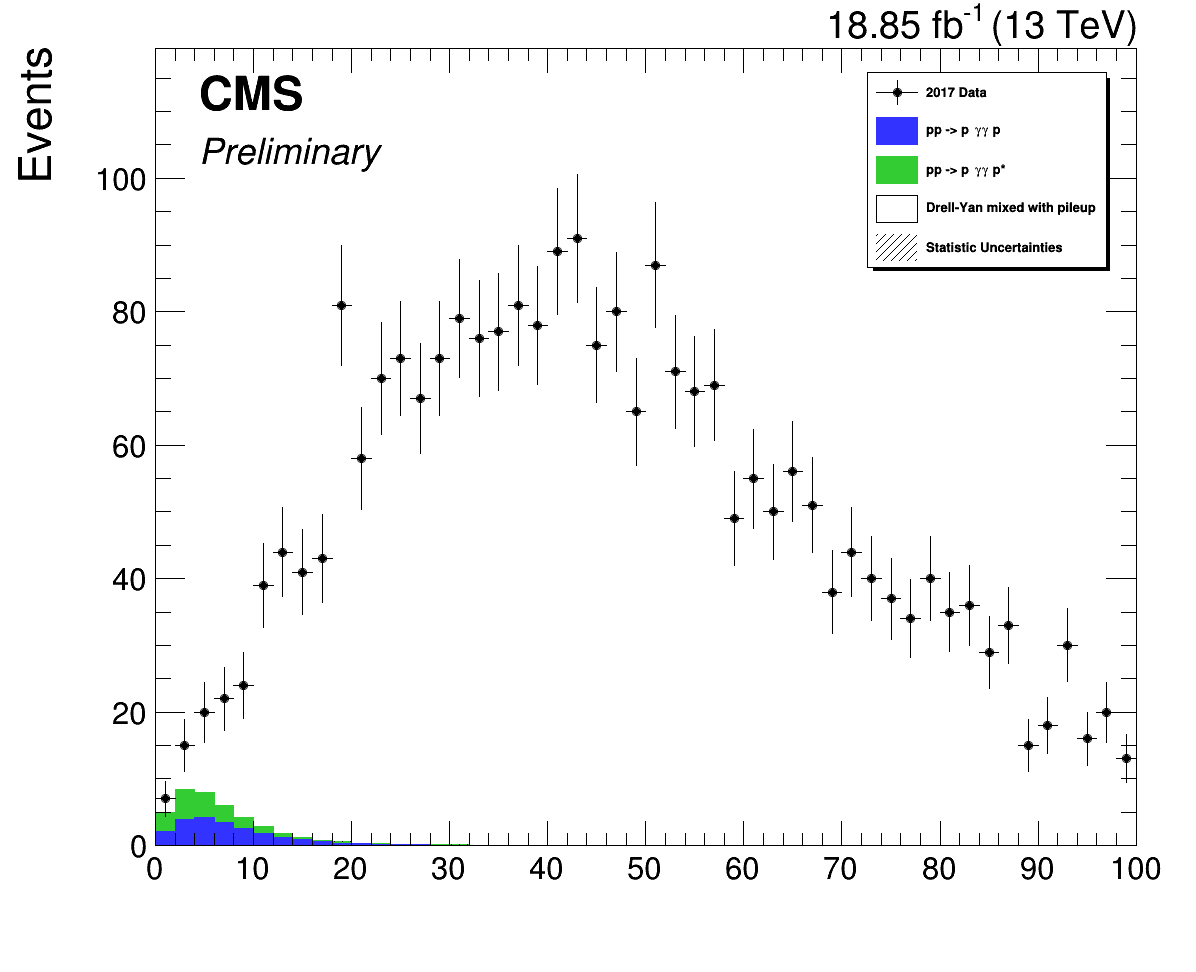 18.85 fb⁻¹ (13 TeV)
Events
CMS
Preliminary
2017 Data
pp -> p γγ p
pp -> p γγ p*
Drell-Yan mixed with pileup
Statistic Uncertainties
100
80
60
40
20
0
0 10 20 30 40 50 60 70 80 90 100